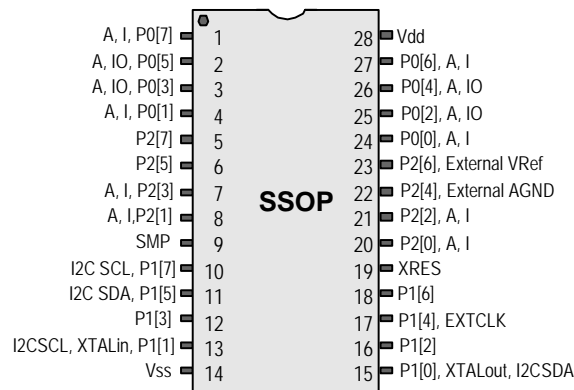 A, I, P0[7] 1 28 Vdd
A, IO, P0[5] 2 27 P0[6], A, I
A, IO, P0[3] 3 26 P0[4], A, IO
A, I, P0[1] 4 25 P0[2], A, IO
P2[7] 5 24 P0[0], A, I
P2[5] 6 23 P2[6], External VRef
A, I, P2[3] 7 SSOP 22 P2[4], External AGND
A, I,P2[1] 8 21 P2[2], A, I
SMP 9 20 P2[0], A, I
I2C SCL, P1[7] 10 19 XRES
I2C SDA, P1[5] 11 18 P1[6]
P1[3] 12 17 P1[4], EXTCLK
I2CSCL, XTALin, P1[1] 13 16 P1[2]
Vss 14 15 P1[0], XTALout, I2CSDA